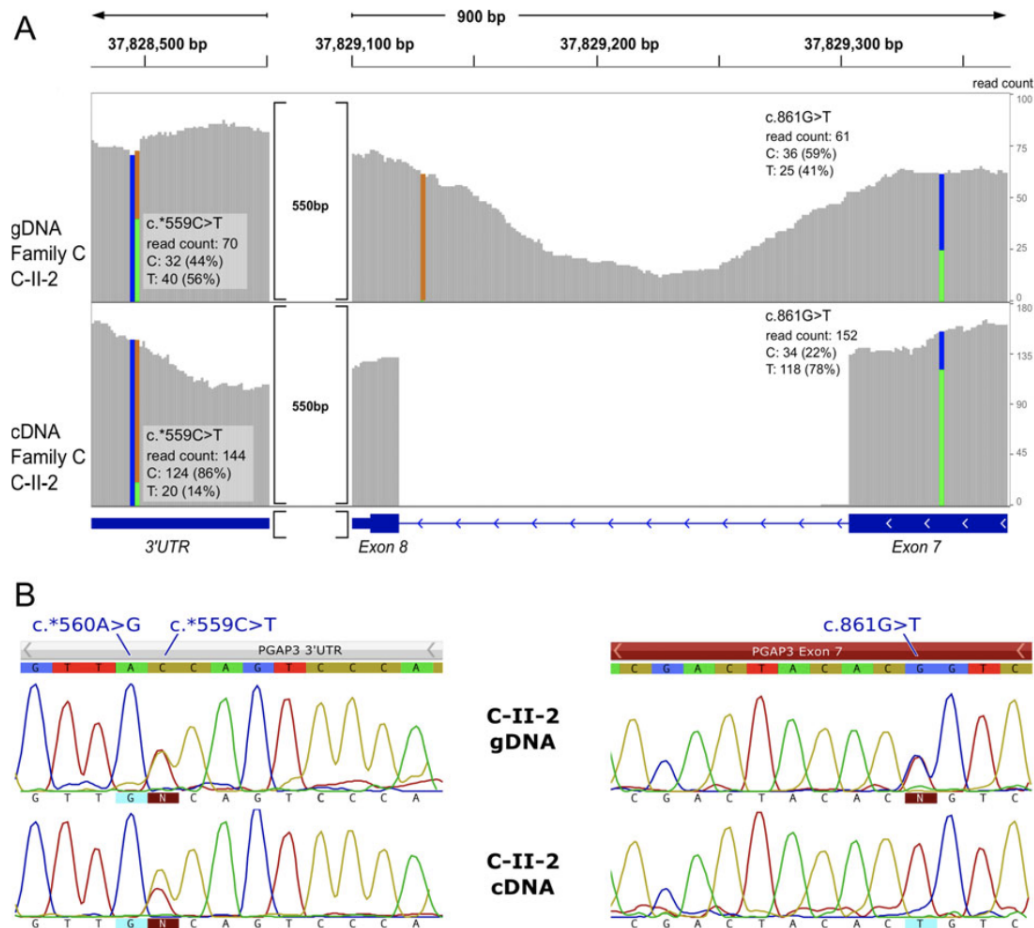 A
900 bp
37,828,500 bp 37,829,100 bp 37,829,200 bp 37,829,300 bp
read count
100
75
50
25
0
gDNA
Family C
C-II-2
c.*559C>T
read count: 70
C: 32 (44%)
T: 40 (56%)
550bp
c.861G>T
read count: 61
C: 36 (59%)
T: 25 (41%)
180
135
90
45
0
cDNA
Family C
C-II-2
c.*559C>T
read count: 144
C: 124 (86%)
T: 20 (14%)
550bp
c.861G>T
read count: 152
C: 34 (22%)
T: 118 (78%)
3'UTR Exon 8 Exon 7
B
c.*560A>G c.*559C>T
PGAP3 3'UTR
G T T A C C A G T C C C A
G T T G N C A G T C C C A
G T T G N C A G T C C C A
C-II-2
gDNA
C-II-2
cDNA
c.861G>T
PGAP3 Exon 7
C G A C T A C A C G G T C
C G A C T A C A C N G T C
C G A C T A C A C T G T C